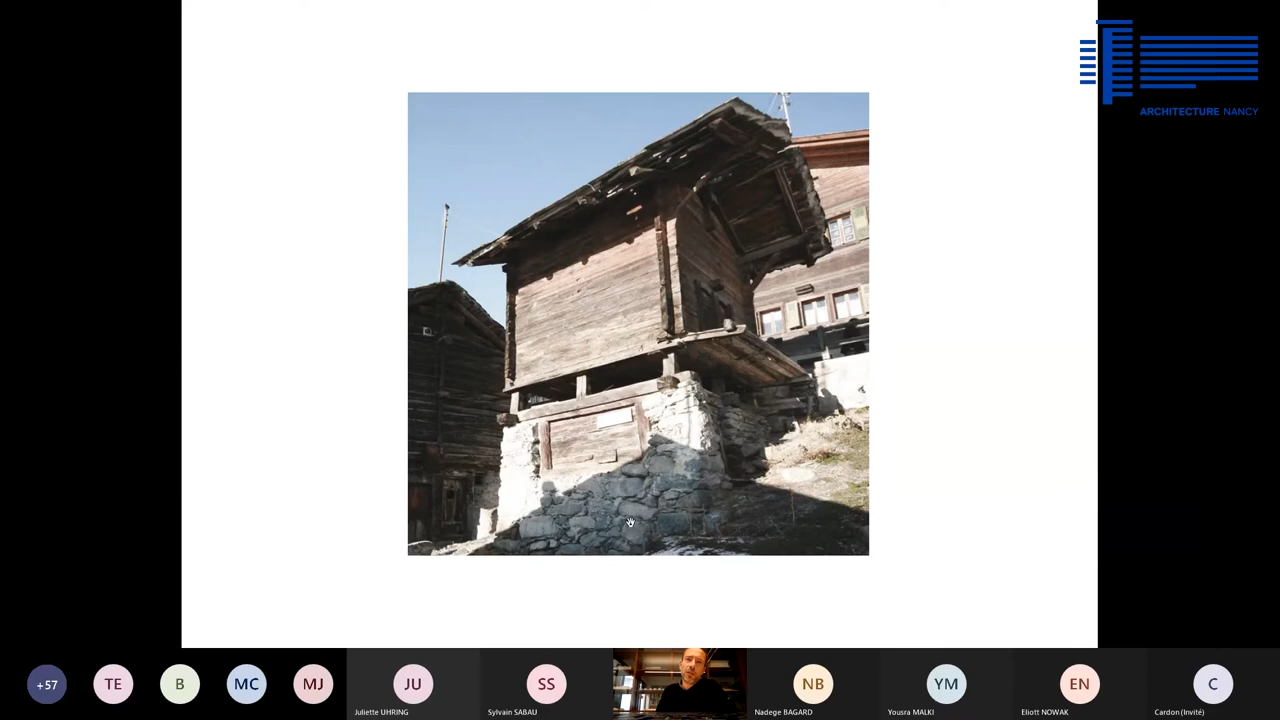 ARCHITECTURE NANCY
+57
TE
B
MC
MJ
JU
SS
NB
YM
EN
C
Juliette UHRING
Sylvain SABAU
Nadege BAGARD
Yousra MALKI
Eliott NOWAK
Cardon (Invité)